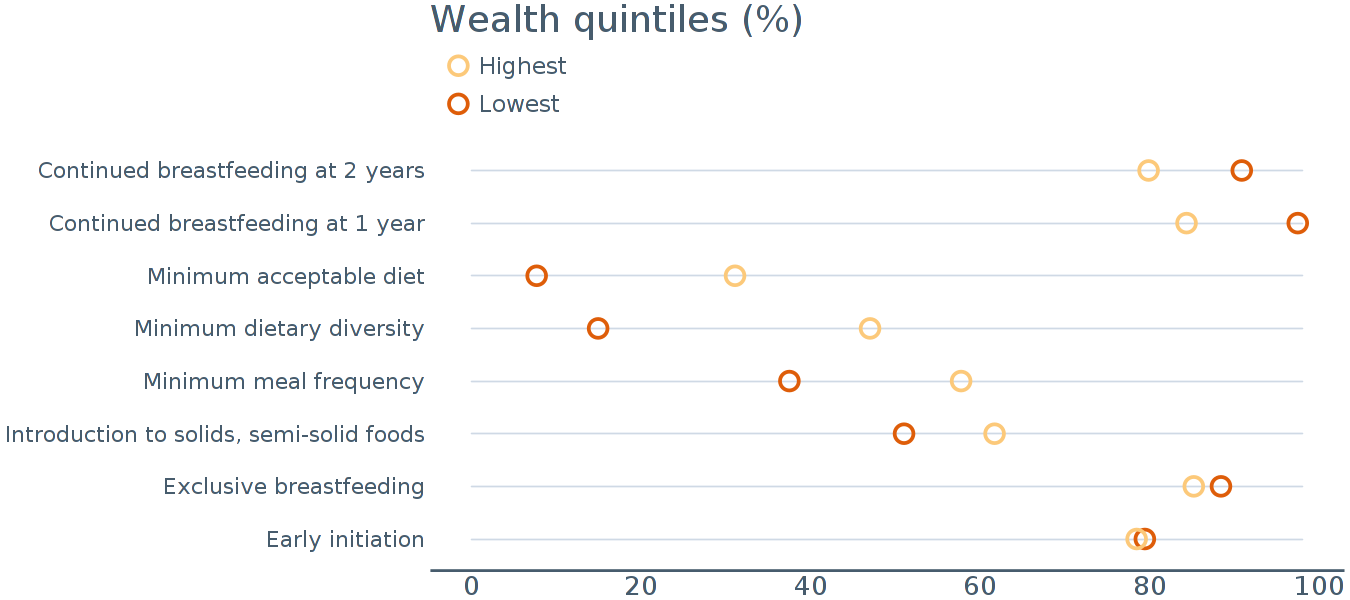 Wealth quintiles (%)
Highest
Lowest
Continued breastfeeding at 2 years
Continued breastfeeding at 1 year
Minimum acceptable diet
Minimum dietary diversity
Minimum meal frequency
Introduction to solids, semi-solid foods
Exclusive breastfeeding
Early initiation
0 20 40 60 80 100